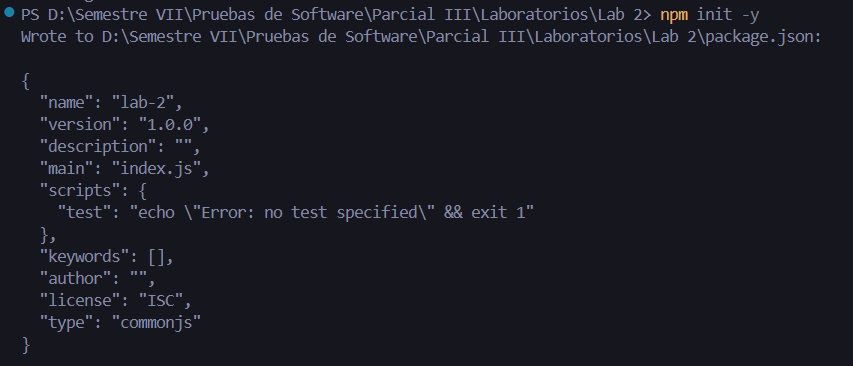 PS D:\Semestre VII\Pruebas de Software\Parcial III\Laboratorios\Lab 2> npm init -y
Wrote to D:\Semestre VII\Pruebas de Software\Parcial III\Laboratorios\Lab 2\package.json:
{
  "name": "lab-2",
  "version": "1.0.0",
  "description": "",
  "main": "index.js",
  "scripts": {
    "test": "echo \"Error: no test specified\" && exit 1"
  },
  "keywords": [],
  "author": "",
  "license": "ISC",
  "type": "commonjs"
}